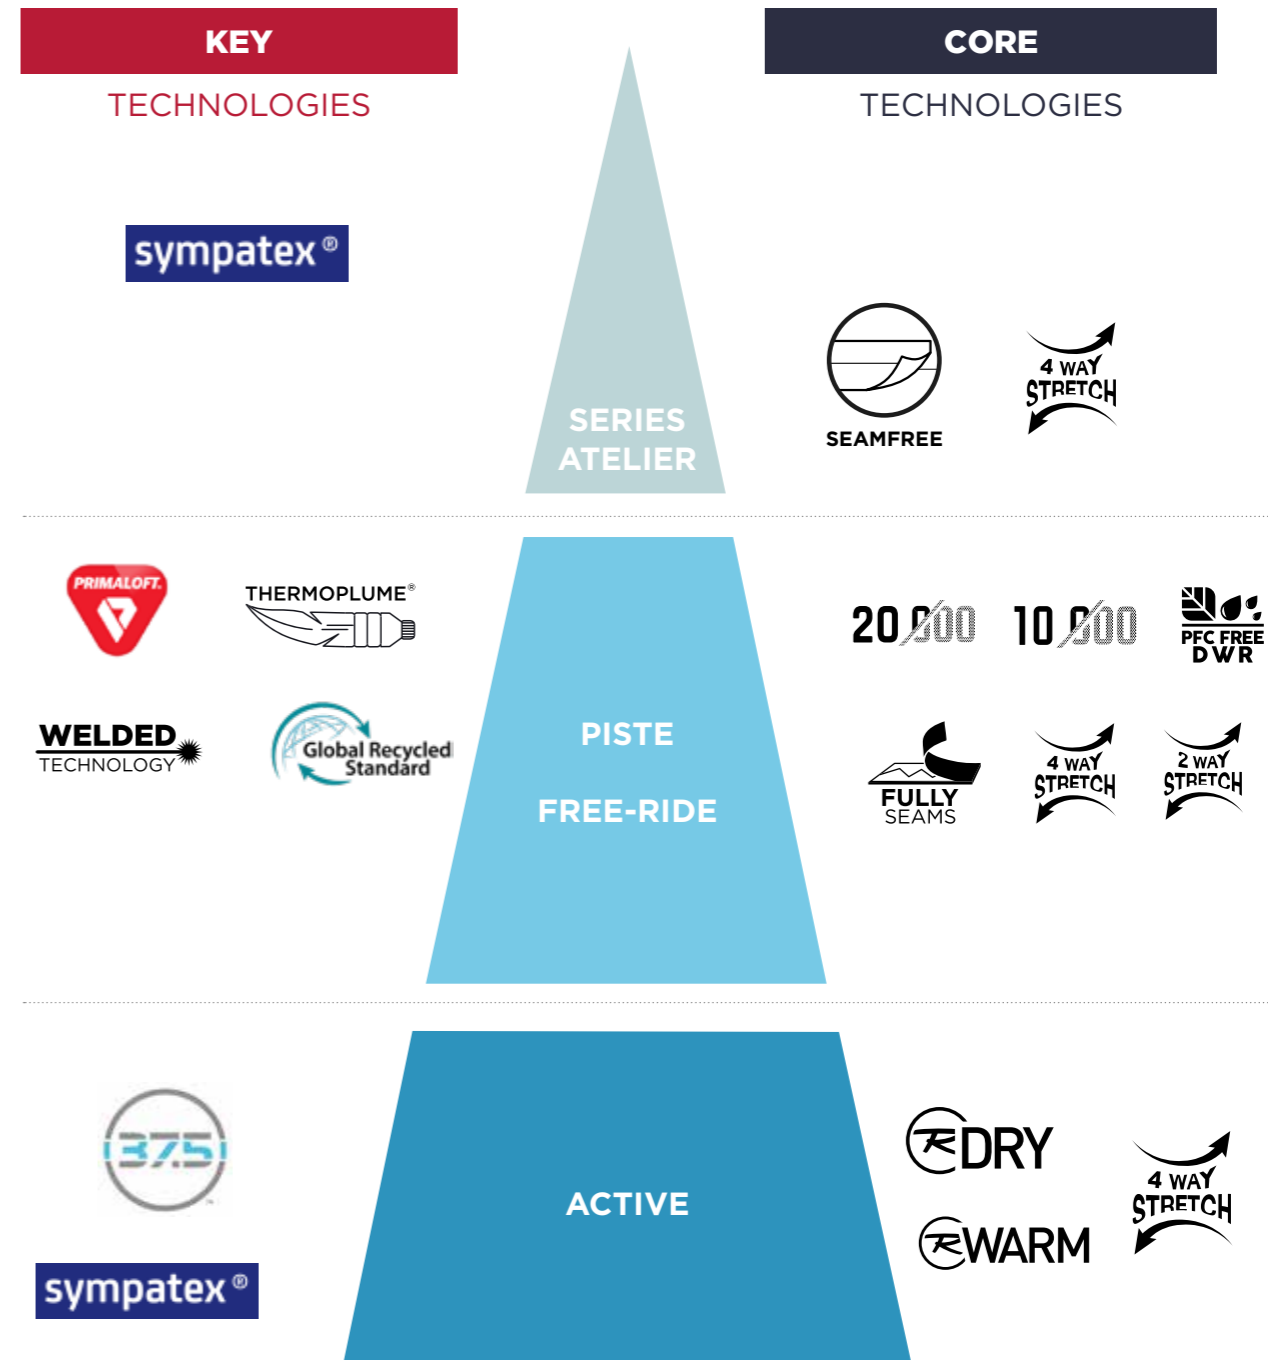 KEY
TECHNOLOGIES
CORE
TECHNOLOGIES
sympatex®
SEAMFREE
4 WAY
STRETCH
SERIES
ATELIER
PRIMALOFT.
THERMOPLUME®
WELDED
TECHNOLOGY
Global Recycled
Standard
PISTE
FREE-RIDE
20 000
10 000
PFC FREE
DWR
FULLY
SEAMS
4 WAY
STRETCH
2 WAY
STRETCH
37.5
sympatex®
ACTIVE
R DRY
R WARM
4 WAY
STRETCH